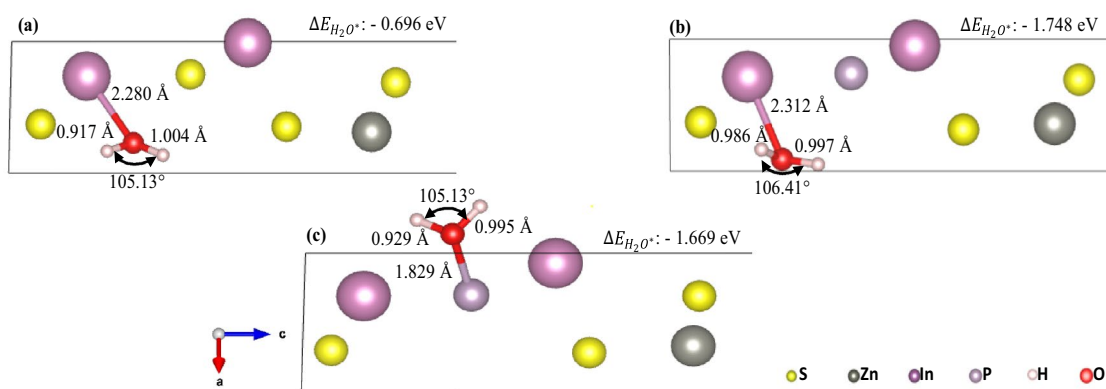 (a)
ΔE_{H₂O*}: - 0.696 eV
2.280 Å
0.917 Å
1.004 Å
105.13°
(b)
ΔE_{H₂O*}: - 1.748 eV
2.312 Å
0.986 Å
0.997 Å
106.41°
(c)
ΔE_{H₂O*}: - 1.669 eV
105.13°
0.929 Å
0.995 Å
1.829 Å
c
a
S Zn In P H O